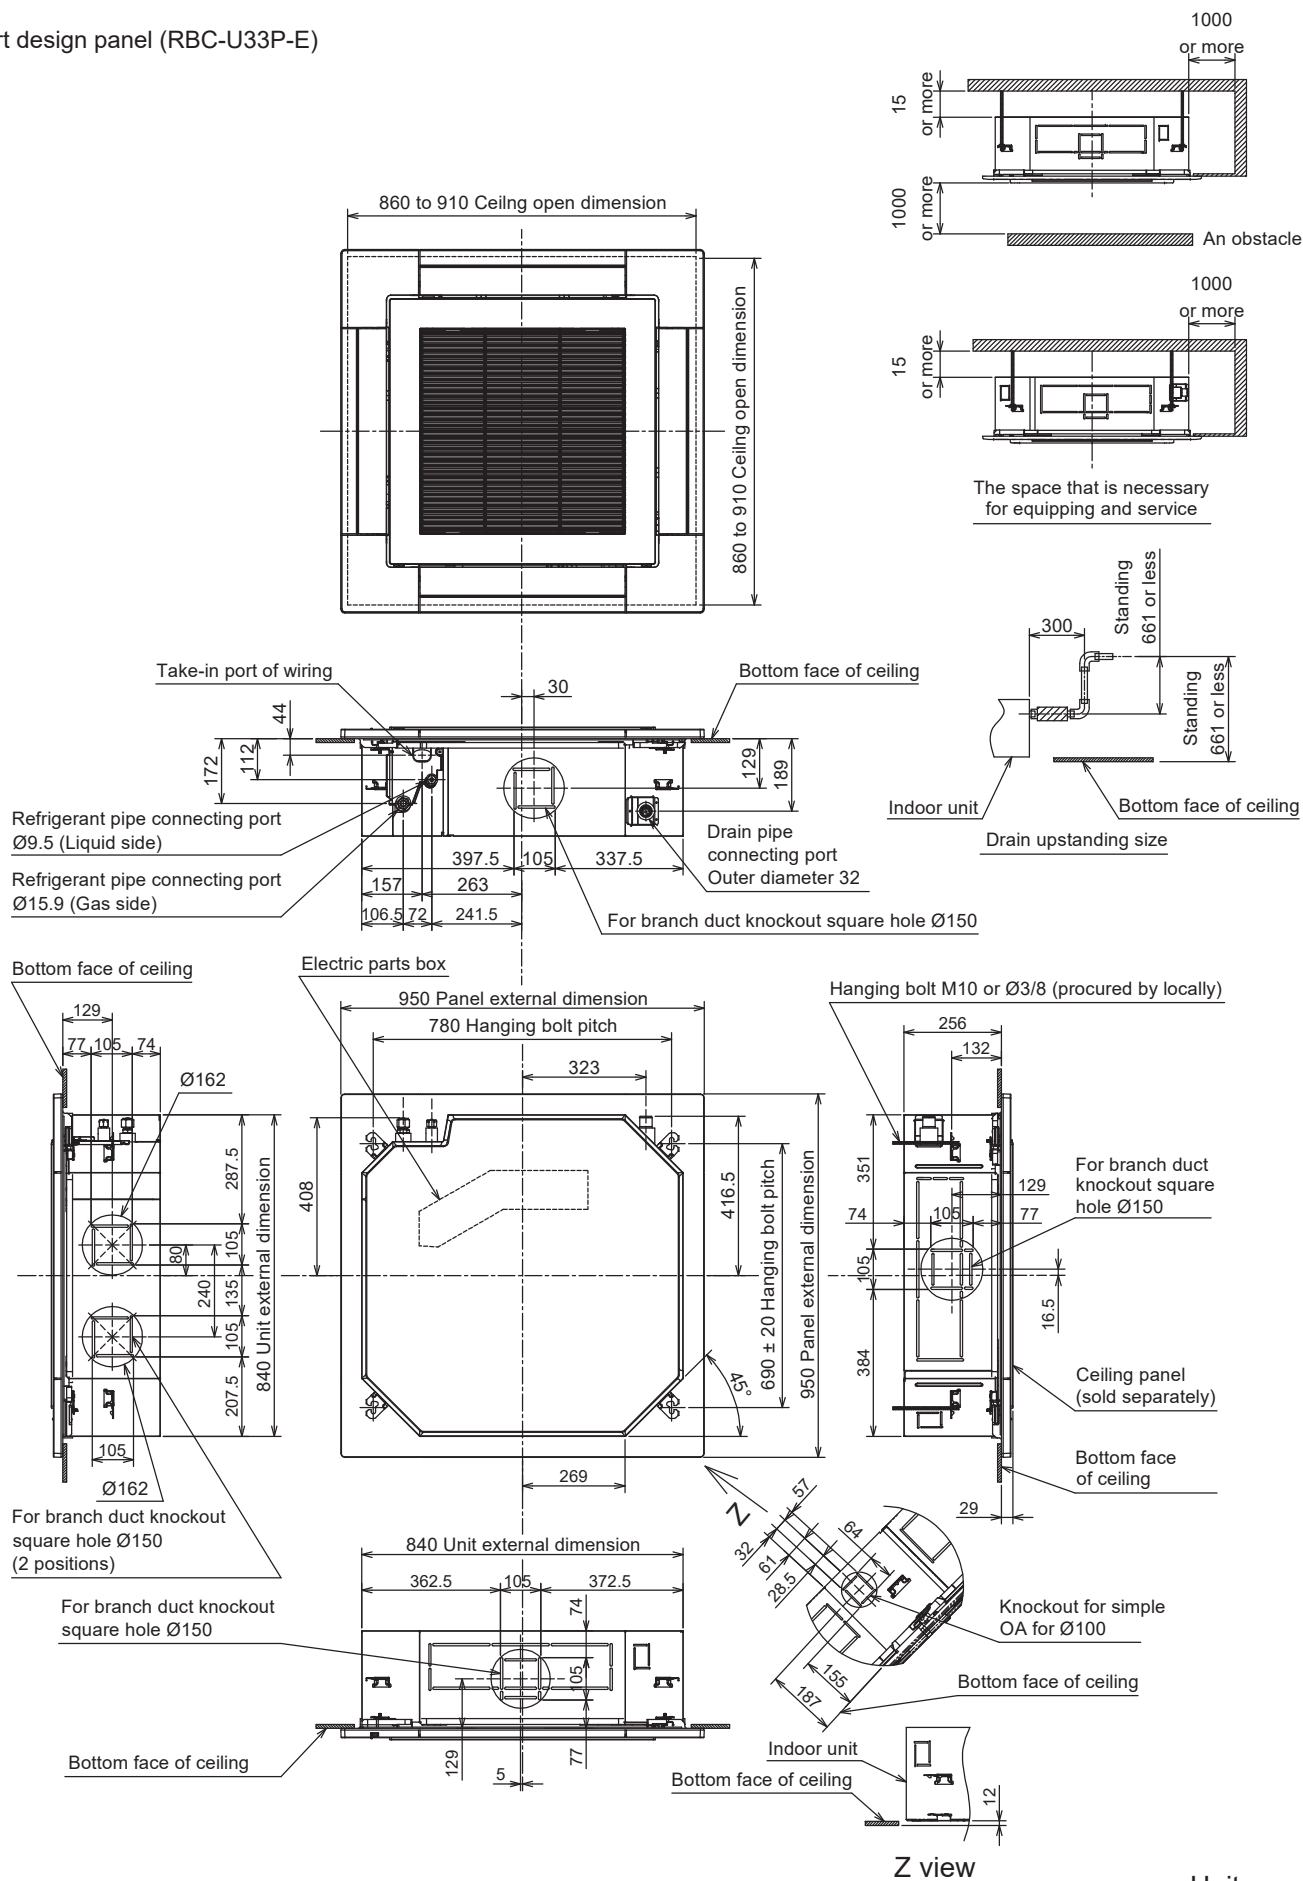 rt design panel (RBC-U33P-E)
1000
or more
15
or more
1000
or more
An obstacle
1000
or more
15
or more
The space that is necessary
for equipping and service
860 to 910 Ceilng open dimension
860 to 910 Ceilng open dimension
Take-in port of wiring
30
Bottom face of ceiling
44
112
172
129
189
Refrigerant pipe connecting port
Ø9.5 (Liquid side)
Refrigerant pipe connecting port
Ø15.9 (Gas side)
397.5
105
337.5
157
263
106.5
72
241.5
Drain pipe
connecting port
Outer diameter 32
For branch duct knockout square hole Ø150
300
Standing
661 or less
Standing
661 or less
Indoor unit
Bottom face of ceiling
Drain upstanding size
Bottom face of ceiling
129
77
105
74
Ø162
287.5
105
80
135
240
105
207.5
840 Unit external dimension
105
Ø162
For branch duct knockout
square hole Ø150
(2 positions)
Electric parts box
950 Panel external dimension
780 Hanging bolt pitch
323
408
416.5
690 ± 20 Hanging bolt pitch
950 Panel external dimension
45°
269
Hanging bolt M10 or Ø3/8 (procured by locally)
256
132
351
129
74
105
77
105
384
16.5
For branch duct
knockout square
hole Ø150
Ceiling panel
(sold separately)
Bottom face
of ceiling
29
840 Unit external dimension
362.5
105
372.5
74
105
77
129
5
For branch duct knockout
square hole Ø150
Bottom face of ceiling
Z
57
32
61
28.5
64
155
187
Knockout for simple
OA for Ø100
Bottom face of ceiling
Indoor unit
Bottom face of ceiling
12
Z view